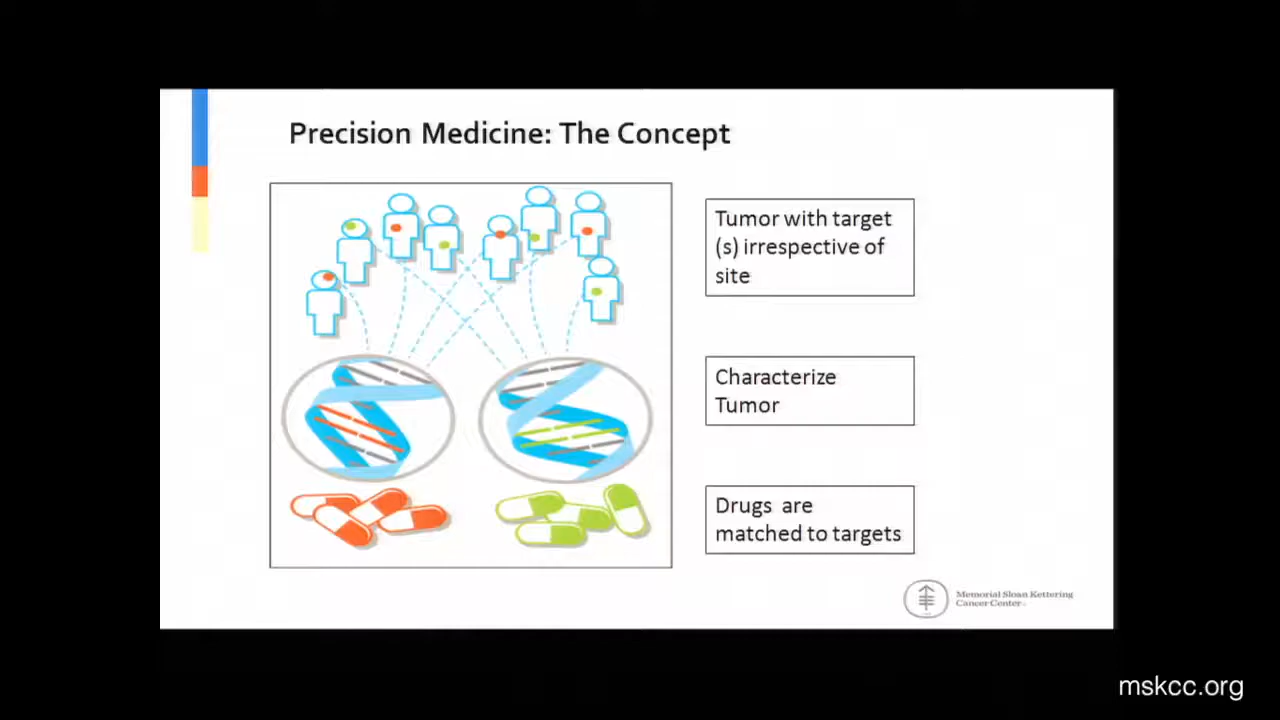 Precision Medicine: The Concept
Tumor with target
(s) irrespective of
site
Characterize
Tumor
Drugs are
matched to targets
Memorial Sloan Kettering
Cancer Center
mskcc.org